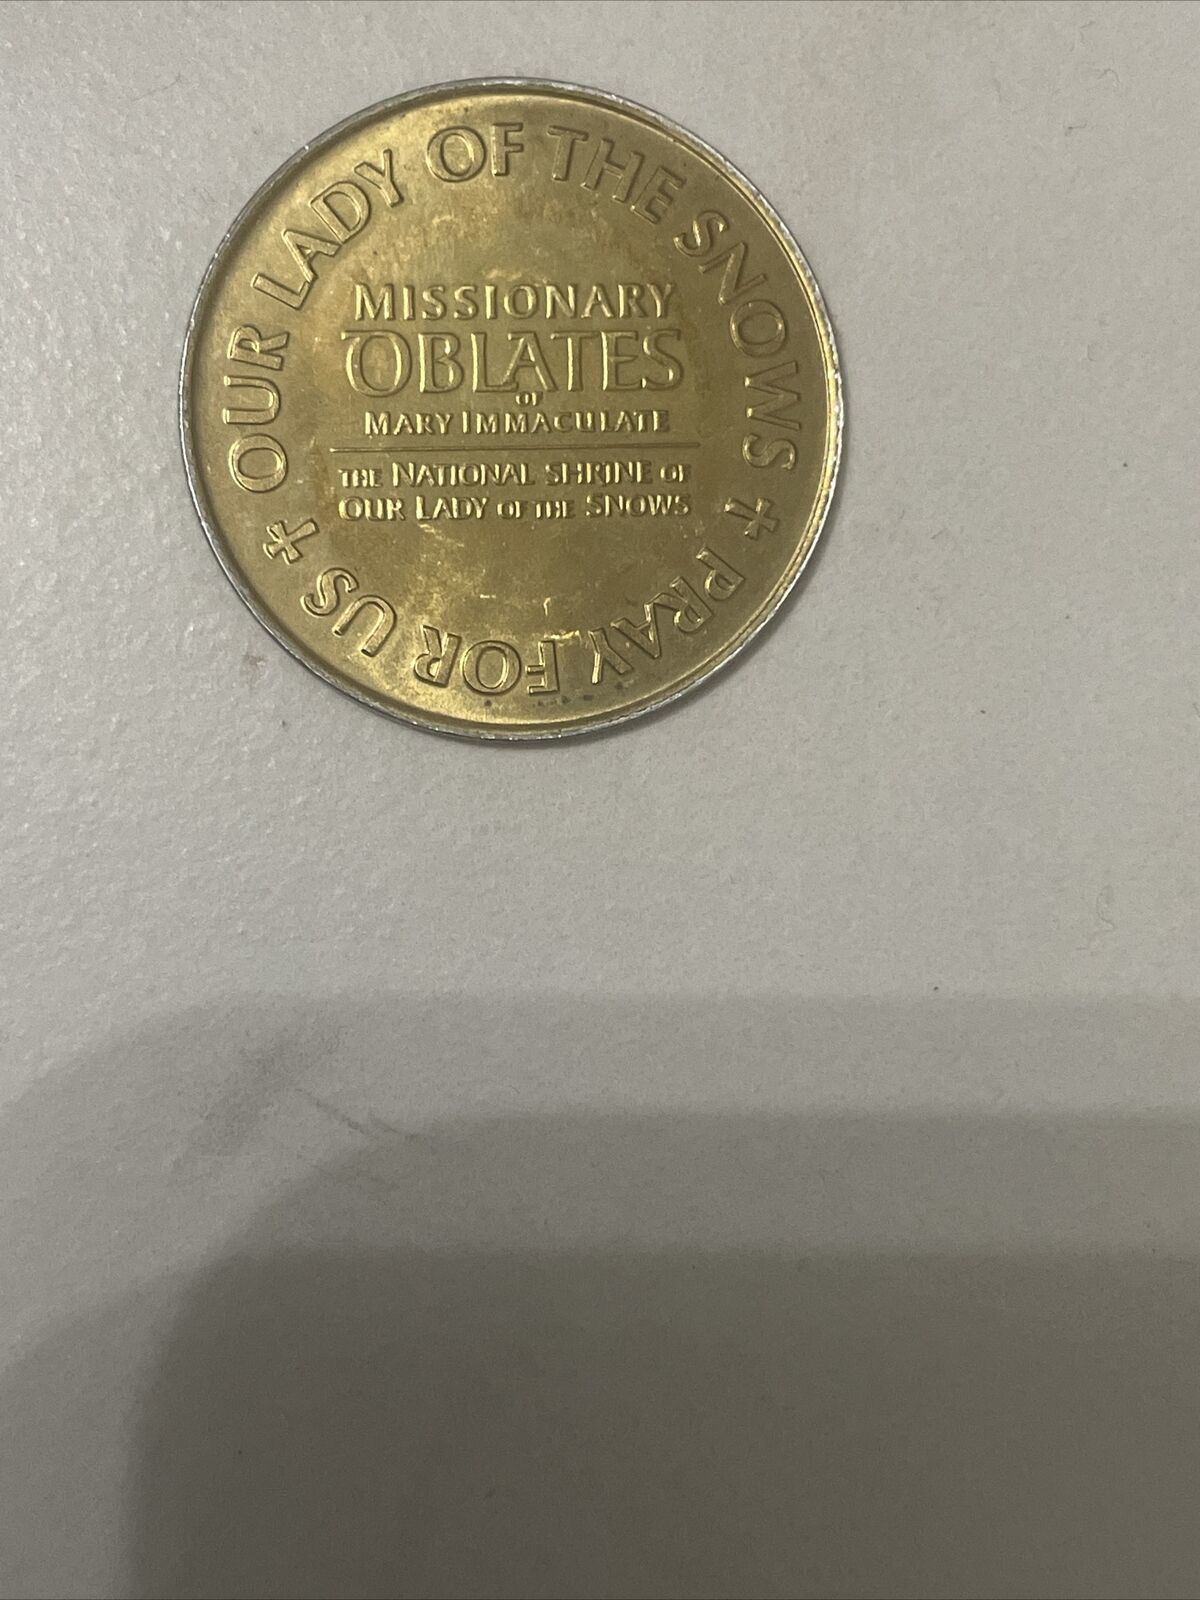 OUR LADY OF THE SNOWS
MISSIONARY
OBLATES
OF
MARY IMMACULATE
THE NATIONAL SHRINE OF
OUR LADY OF THE SNOWS
PRAY FOR US